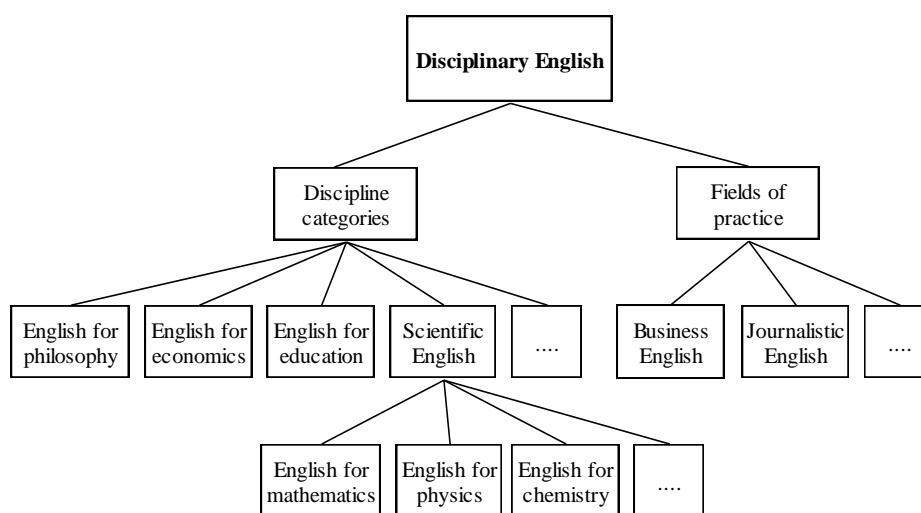 Disciplinary English
Discipline
categories
Fields of
practice
English for
philosophy
English for
economics
English for
education
Scientific
English
....
Business
English
Journalistic
English
....
English for
mathematics
English for
physics
English for
chemistry
....